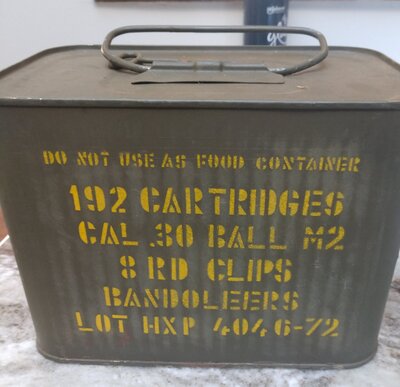 DO NOT USE AS FOOD CONTAINER
192 CARTRIDGES
CAL .30 BALL M2
8 RD CLIPS
BANDOLEERS
LOT HXP 4046-72